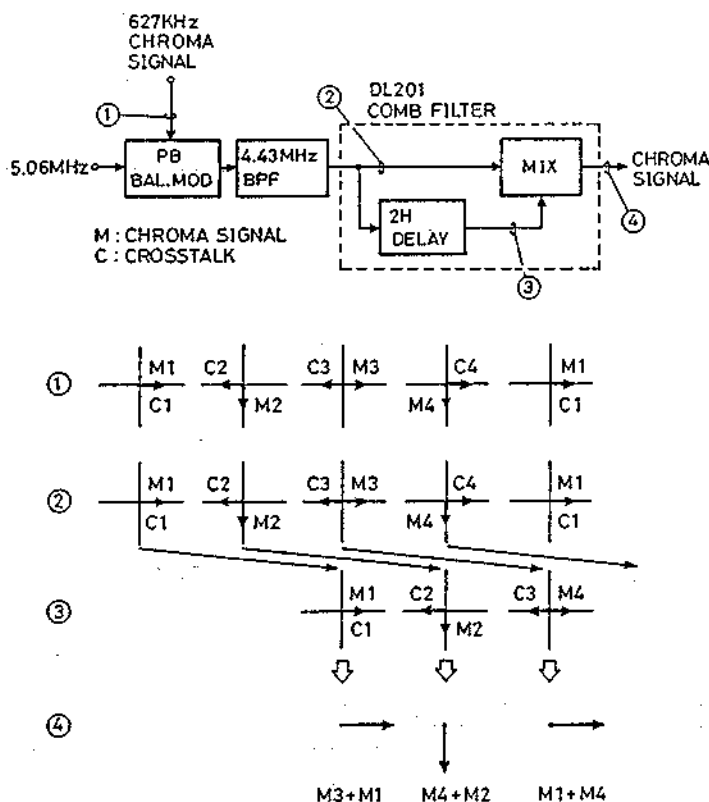 627KHz
CHROMA
SIGNAL
①
5.06MHz
PB
BAL.MOD
4.43MHz
BPF
②
DL201
COMB FILTER
MIX
CHROMA
SIGNAL
④
2H
DELAY
③
M : CHROMA SIGNAL
C : CROSSTALK
① M1 C1 C2 M2 C3 M3 C4 M4 M1 C1
② M1 C1 C2 M2 C3 M3 C4 M4 M1 C1
③ M1 C1 C2 M2 C3 M4
④
M3+M1 M4+M2 M1+M4